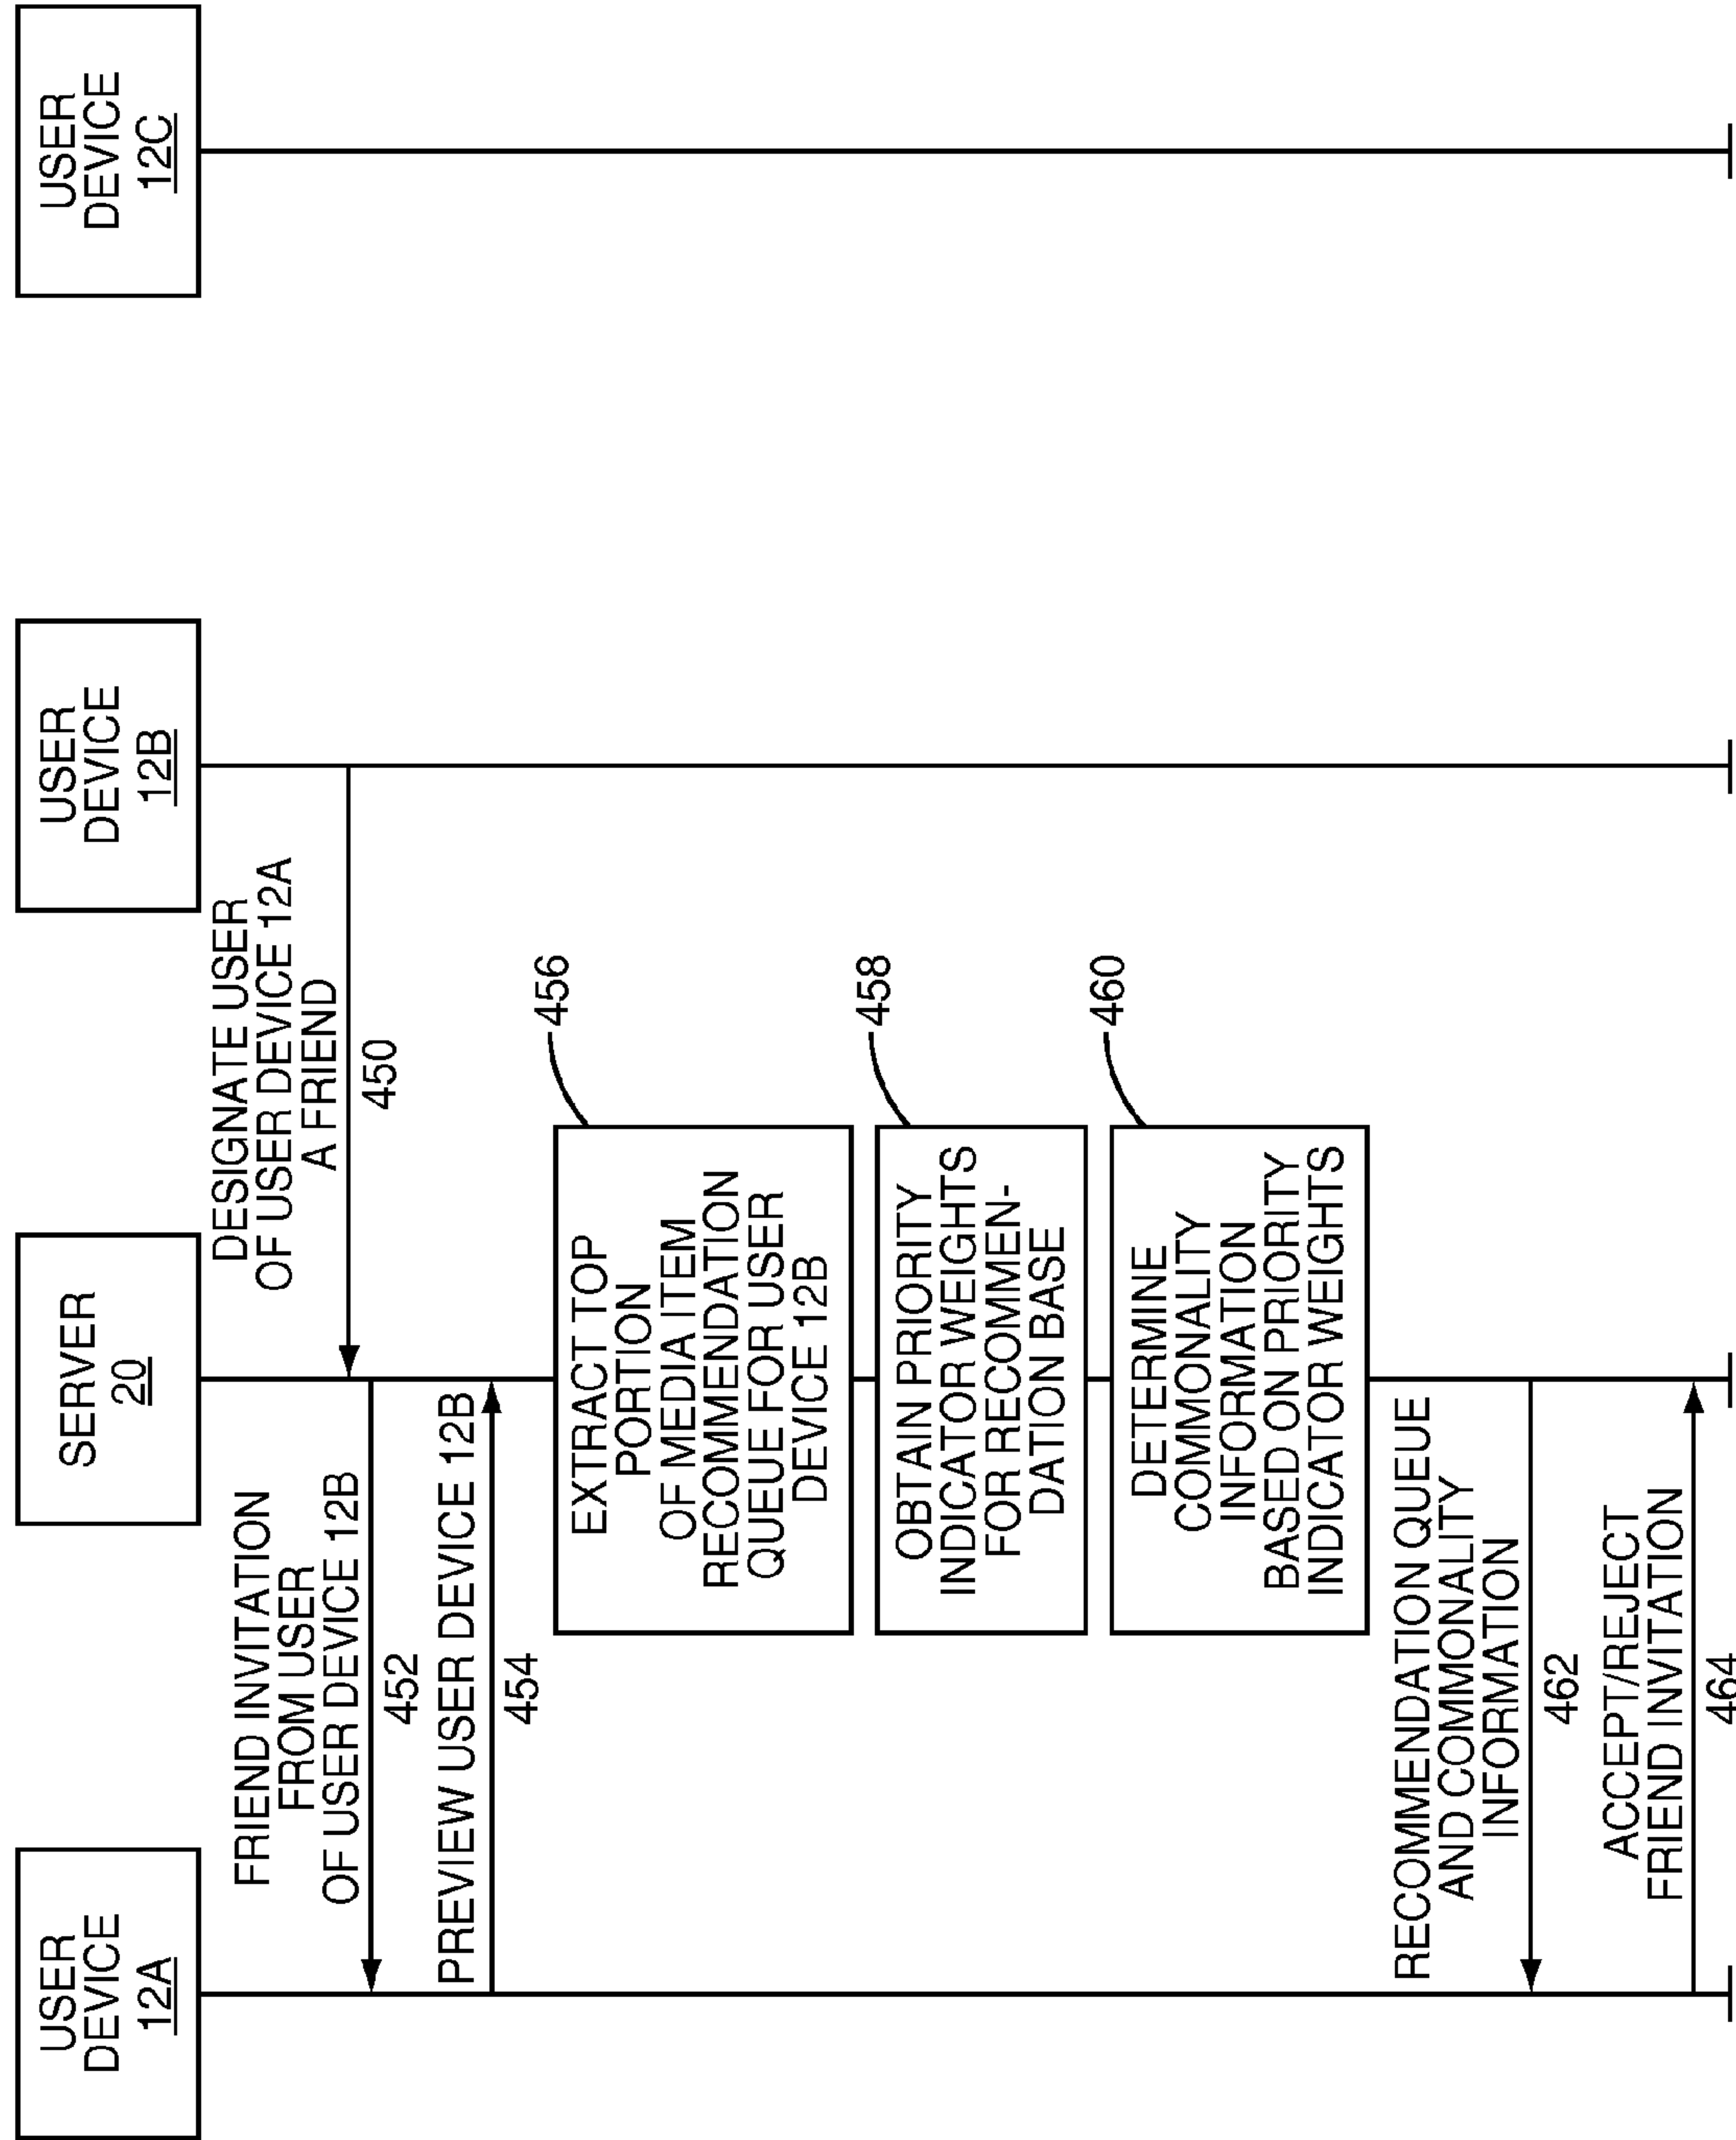 USER
DEVICE
12A
SERVER
20
USER
DEVICE
12B
USER
DEVICE
12C
DESIGNATE USER
OF USER DEVICE 12A
A FRIEND
450
FRIEND INVITATION
FROM USER
OF USER DEVICE 12B
452
PREVIEW USER DEVICE 12B
454
EXTRACT TOP
PORTION
OF MEDIA ITEM
RECOMMENDATION
QUEUE FOR USER
DEVICE 12B
456
OBTAIN PRIORITY
INDICATOR WEIGHTS
FOR RECOMMEN-
DATION BASE
458
DETERMINE
COMMONALITY
INFORMATION
BASED ON PRIORITY
INDICATOR WEIGHTS
460
RECOMMENDATION QUEUE
AND COMMONALITY
INFORMATION
462
ACCEPT/REJECT
FRIEND INVITATION
464